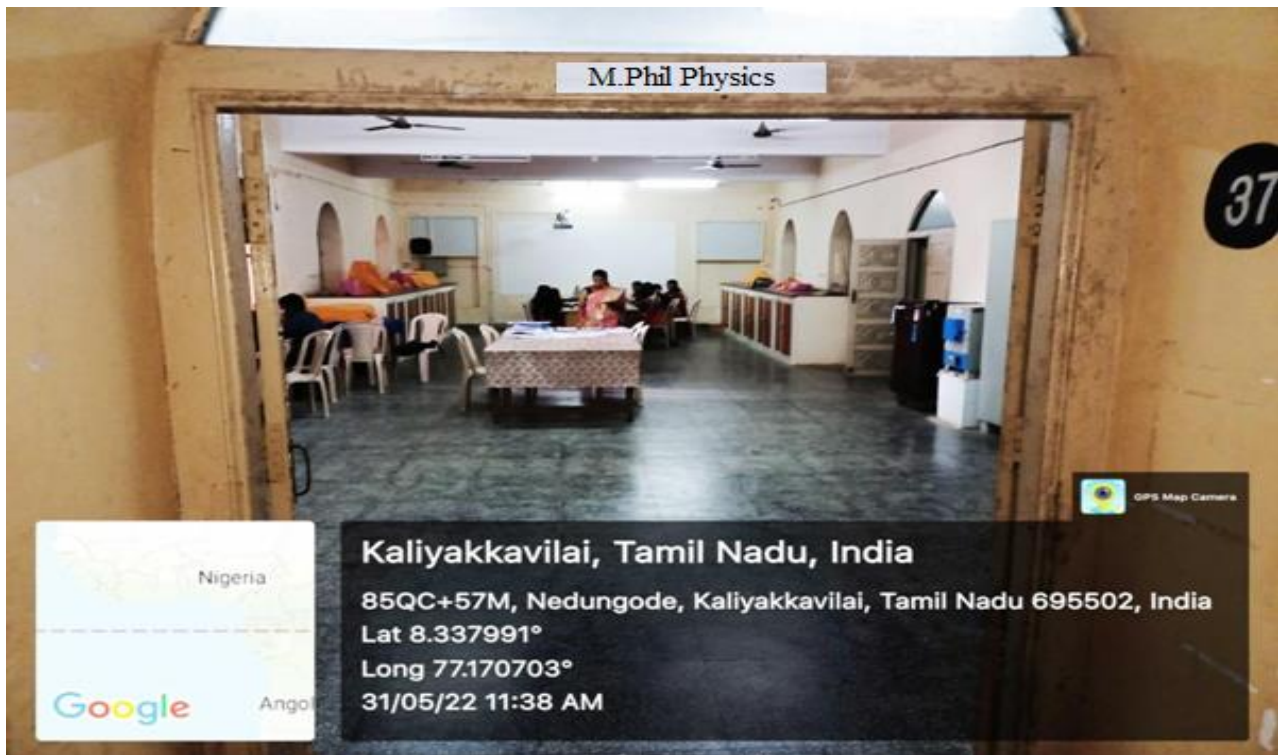 M.Phil Physics
37
GPS Map Camera
Kaliyakkavilai, Tamil Nadu, India
85QC+57M, Nedungode, Kaliyakkavilai, Tamil Nadu 695502, India
Lat 8.337991°
Long 77.170703°
31/05/22 11:38 AM
Nigeria
Google
Angol